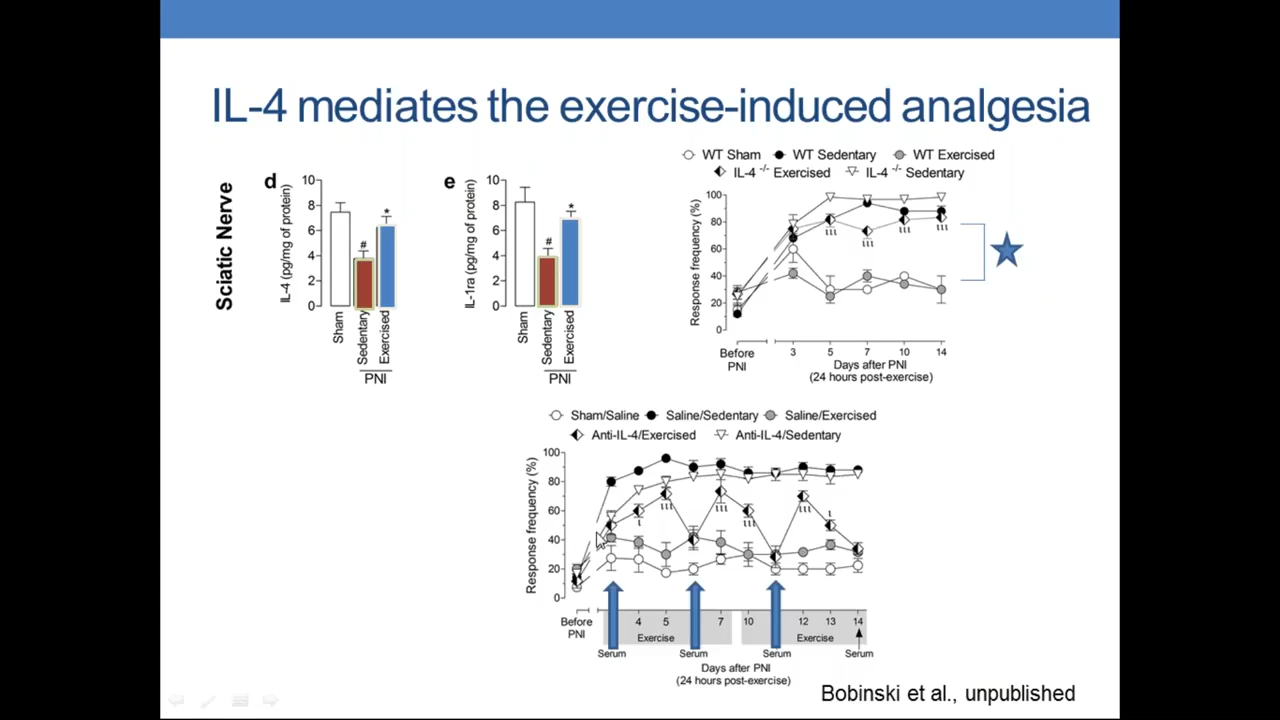 IL-4 mediates the exercise-induced analgesia
Sciatic Nerve
d
IL-4 (pg/mg of protein)
10
8
6
4
2
0
#
*
Sham
Sedentary
Exercised
PNI
e
IL-1ra (pg/mg of protein)
10
8
6
4
2
0
#
*
Sham
Sedentary
Exercised
PNI
WT Sham WT Sedentary WT Exercised
IL-4 -/- Exercised IL-4 -/- Sedentary
Response frequency (%)
100
80
60
40
20
0
Before
PNI
3 5 7 10 14
Days after PNI
(24 hours post-exercise)
Sham/Saline Saline/Sedentary Saline/Exercised
Anti-IL-4/Exercised Anti-IL-4/Sedentary
Response frequency (%)
100
80
60
40
20
0
Before
PNI
4 5 7 10 12 13 14
Exercise Exercise
Serum Serum Serum Serum
Days after PNI
(24 hours post-exercise)
Bobinski et al., unpublished